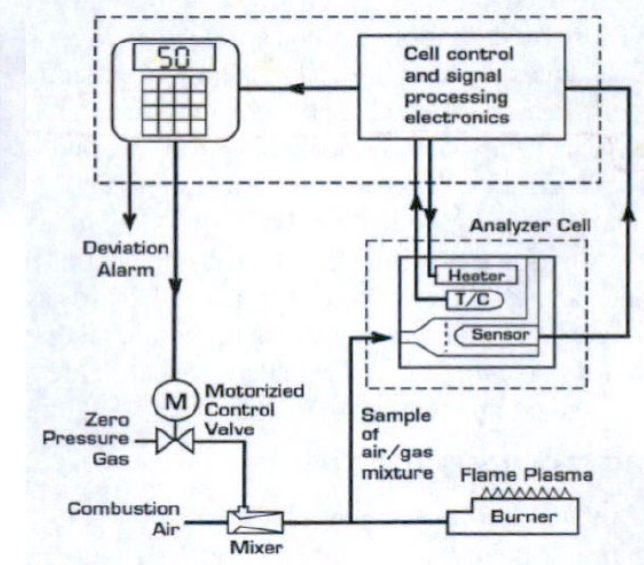 50
Cell control
and signal
processing
electronics
Deviation
Alarm
Analyzer Cell
Heater
T/C
Sensor
M
Motorizied
Control
Valve
Zero
Pressure
Gas
Sample
of
air/gas
mixture
Combustion
Air
Mixer
Flame Plasma
Burner